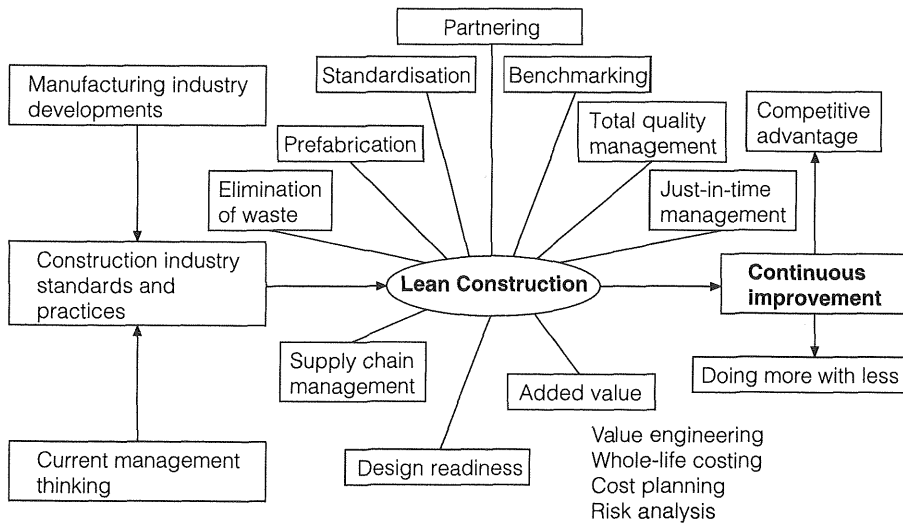 Partnering
Standardisation
Benchmarking
Manufacturing industry
developments
Competitive
advantage
Total quality
management
Prefabrication
Elimination
of waste
Just-in-time
management
Construction industry
standards and
practices
Lean Construction
Continuous
improvement
Supply chain
management
Added value
Doing more with less
Design readiness
Value engineering
Whole-life costing
Cost planning
Risk analysis
Current management
thinking